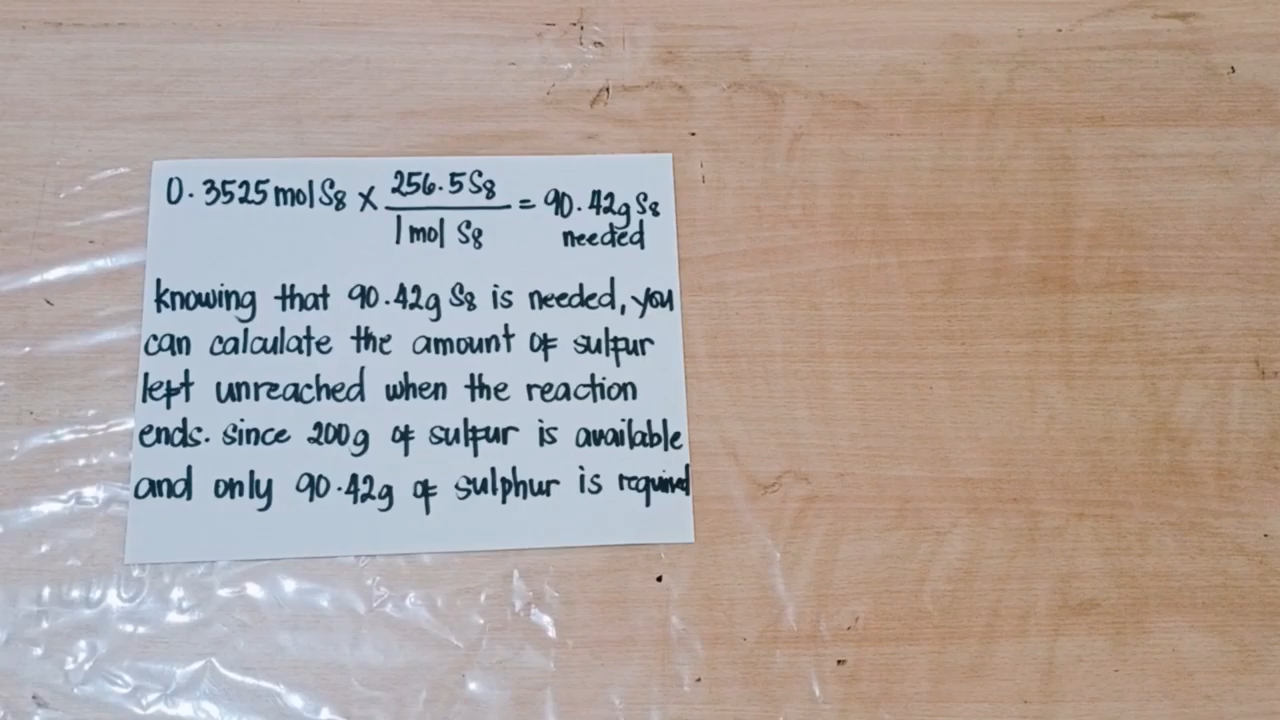 0.3525 mol S8 × 256.5 S8 / 1 mol S8 = 90.42g S8
needed
knowing that 90.42g S8 is needed, you
can calculate the amount of sulfur
left unreached when the reaction
ends. since 200g of sulfur is available
and only 90.42g of sulphur is required